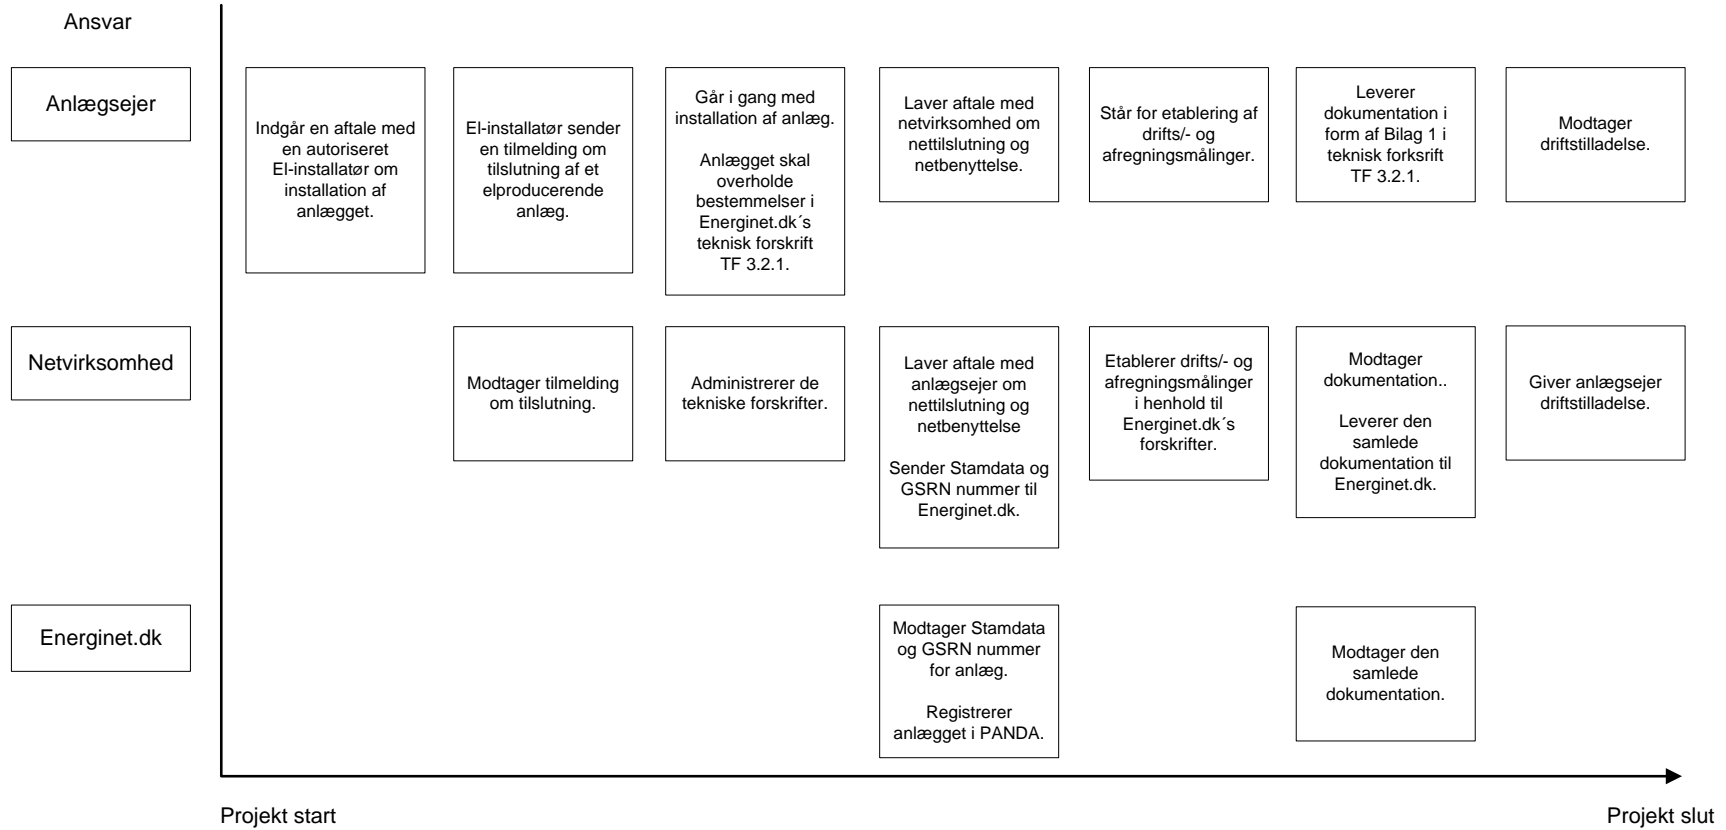 Ansvar
Anlægsejer
Indgår en aftale med
en autoriseret
El-installatør om
installation af
anlægget.
El-installatør sender
en tilmelding om
tilslutning af et
elproducerende
anlæg.
Går i gang med
installation af anlæg.
Anlægget skal
overholde
bestemmelser i
Energinet.dk´s
teknisk forskrift
TF 3.2.1.
Laver aftale med
netvirksomhed om
nettilslutning og
netbenyttelse.
Står for etablering af
drifts/- og
afregningsmålinger.
Leverer
dokumentation i
form af Bilag 1 i
teknisk forksrift
TF 3.2.1.
Modtager
driftstilladelse.
Netvirksomhed
Modtager tilmelding
om tilslutning.
Administrerer de
tekniske forskrifter.
Laver aftale med
anlægsejer om
nettilslutning og
netbenyttelse
Sender Stamdata og
GSRN nummer til
Energinet.dk.
Etablerer drifts/- og
afregningsmålinger
i henhold til
Energinet.dk´s
forskrifter.
Modtager
dokumentation..
Leverer den
samlede
dokumentation til
Energinet.dk.
Giver anlægsejer
driftstilladelse.
Energinet.dk
Modtager Stamdata
og GSRN nummer
for anlæg.
Registrerer
anlægget i PANDA.
Modtager den
samlede
dokumentation.
Projekt start
Projekt slut